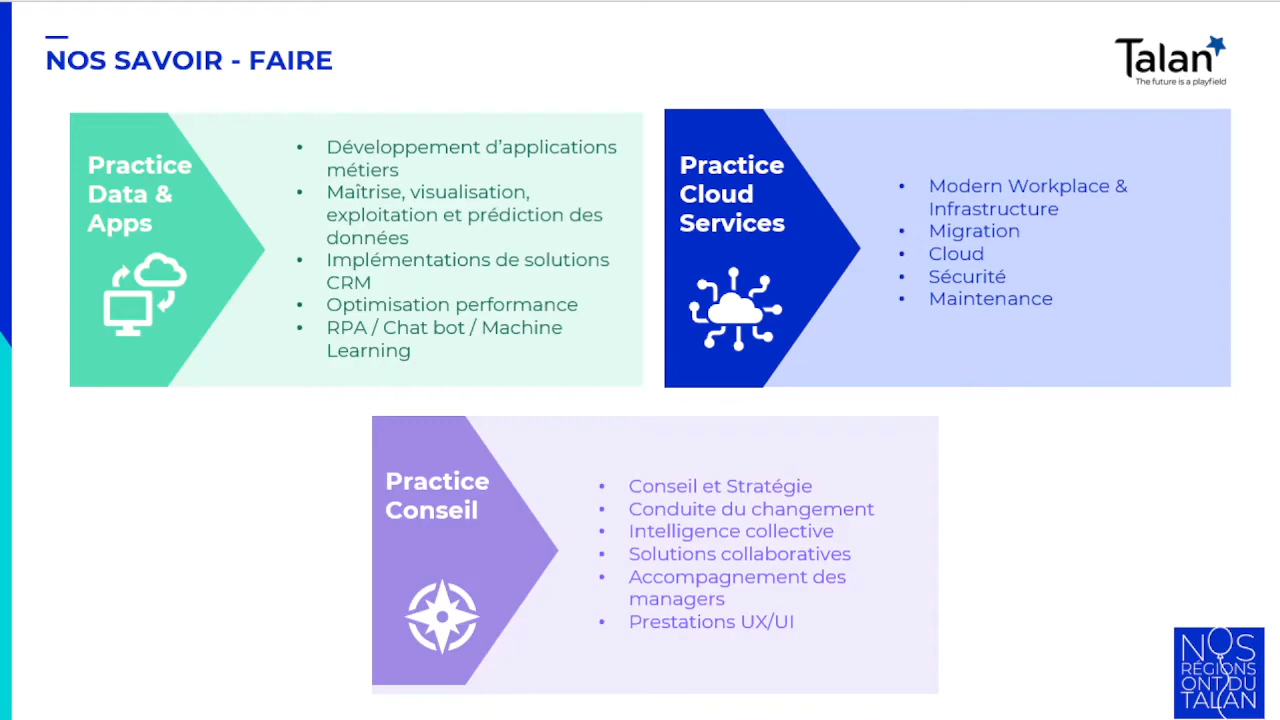 NOS SAVOIR - FAIRE
Talan
The future is a playfield
Practice
Data &
Apps
• Développement d’applications
métiers
• Maîtrise, visualisation,
exploitation et prédiction des
données
• Implémentations de solutions
CRM
• Optimisation performance
• RPA / Chat bot / Machine
Learning
Practice
Cloud
Services
• Modern Workplace &
Infrastructure
• Migration
• Cloud
• Sécurité
• Maintenance
Practice
Conseil
• Conseil et Stratégie
• Conduite du changement
• Intelligence collective
• Solutions collaboratives
• Accompagnement des
managers
• Prestations UX/UI
NOS
RÉGIONS
ONT DU
TALAN